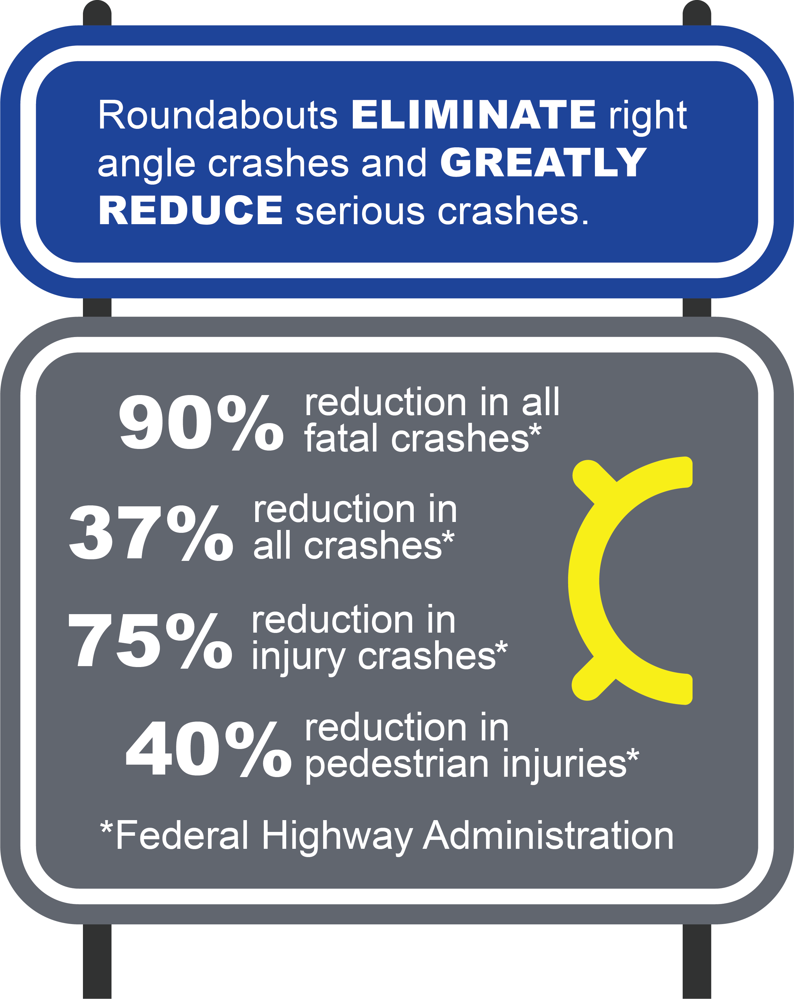 Roundabouts ELIMINATE right
angle crashes and GREATLY
REDUCE serious crashes.
90% reduction in all
fatal crashes*
37% reduction in
all crashes*
75% reduction in
injury crashes*
40% reduction in
pedestrian injuries*
*Federal Highway Administration